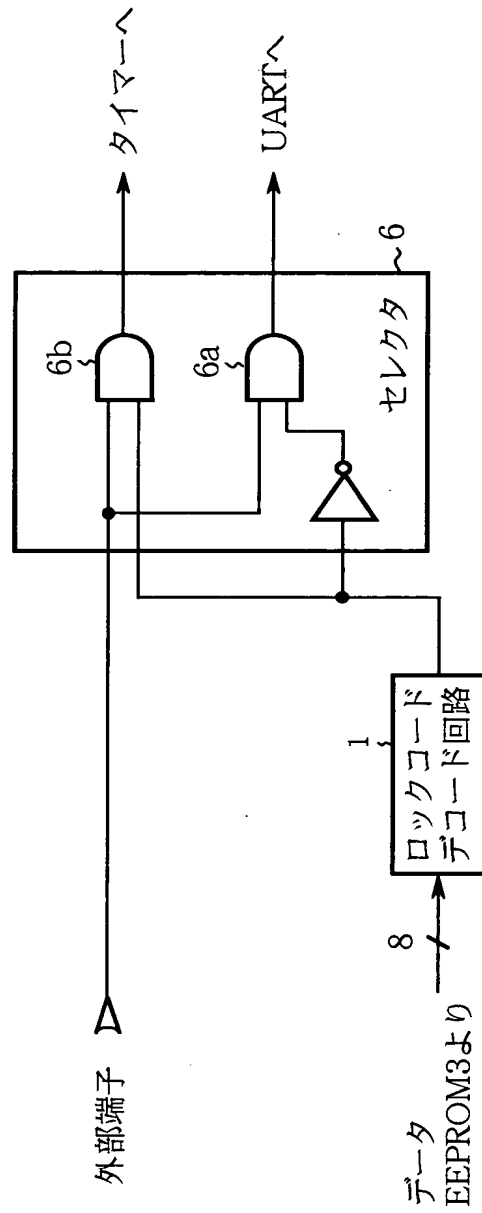 外部端子
タイマーへ
UARTへ
6b
6a
セレクタ
6
1
ロックコード
デコード回路
8
データ
EEPROM3より